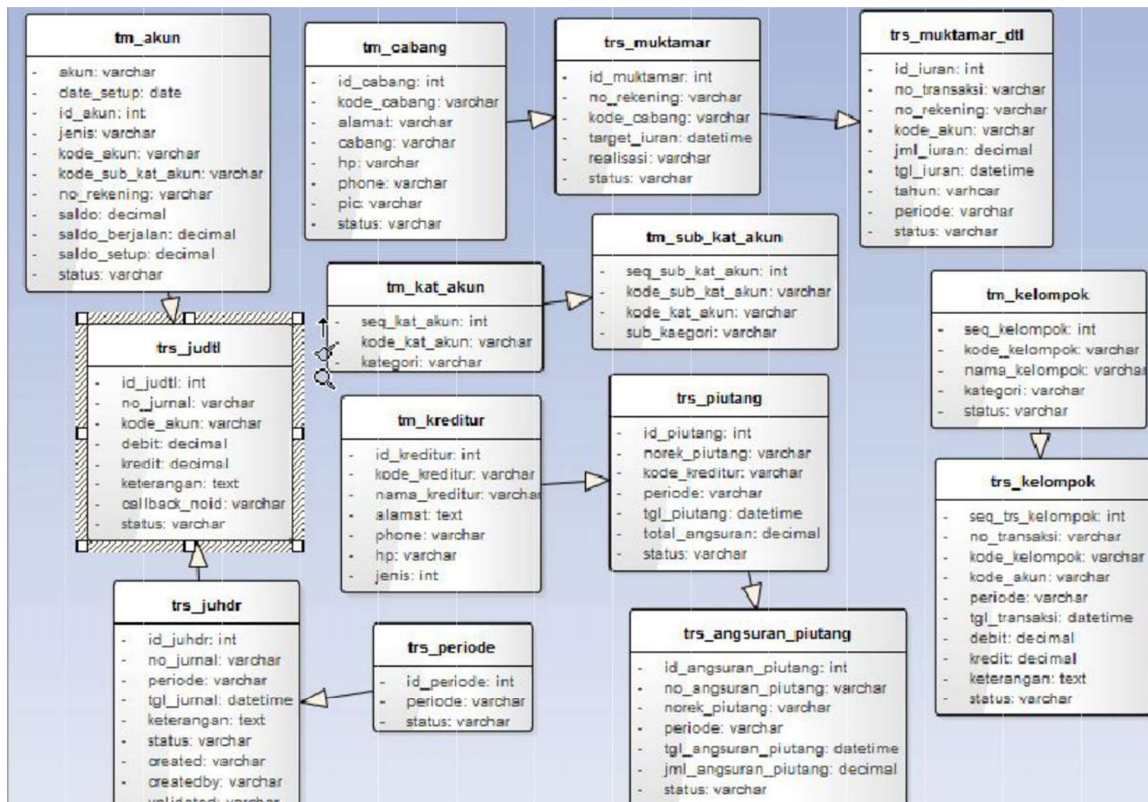 tm_akun
- akun: varchar
- date_setup: date
- id_akun: int
- jenis: varchar
- kode_akun: varchar
- kode_sub_kat_akun: varchar
- no_rekening: varchar
- saldo: decimal
- saldo_berjalan: decimal
- saldo_setup: decimal
- status: varchar
tm_cabang
- id_cabang: int
- kode_cabang: varchar
- alamat: varchar
- cabang: varchar
- hp: varchar
- phone: varchar
- pic: varchar
- status: varchar
trs_muktamar
- id_muktamar: int
- no_rekening: varchar
- kode_cabang: varchar
- target_iuran: datetime
- realisasi: varchar
- status: varchar
trs_muktamar_dtl
- id_iuran: int
- no_transaksi: varchar
- no_rekening: varchar
- kode_akun: varchar
- jml_iuran: decimal
- tgl_iuran: datetime
- tahun: varhcar
- periode: varchar
- status: varchar
tm_kat_akun
- seq_kat_akun: int
- kode_kat_akun: varchar
- kategori: varchar
tm_sub_kat_akun
- seq_sub_kat_akun: int
- kode_sub_kat_akun: varchar
- kode_kat_akun: varchar
- sub_kaegori: varchar
tm_kelompok
- seq_kelompok: int
- kode_kelompok: varchar
- nama_kelompok: varchar
- kategori: varchar
- status: varchar
trs_judtl
- id_judtl: int
- no_jurnal: varchar
- kode_akun: varchar
- debit: decimal
- kredit: decimal
- keterangan: text
- callback_noid: varchar
- status: varchar
tm_kreditur
- id_kreditur: int
- kode_kreditur: varchar
- nama_kreditur: varchar
- alamat: text
- phone: varchar
- hp: varchar
- jenis: int
trs_piutang
- id_piutang: int
- norek_piutang: varchar
- kode_kreditur: varchar
- periode: varchar
- tgl_piutang: datetime
- total_angsuran: decimal
- status: varchar
trs_kelompok
- seq_trs_kelompok: int
- no_transaksi: varchar
- kode_kelompok: varchar
- kode_akun: varchar
- periode: varchar
- tgl_transaksi: datetime
- debit: decimal
- kredit: decimal
- keterangan: text
- status: varchar
trs_juhdr
- id_juhdr: int
- no_jurnal: varchar
- periode: varchar
- tgl_jurnal: datetime
- keterangan: text
- status: varchar
- created: varchar
- createdby: varchar
- validated: varchar
trs_periode
- id_periode: int
- periode: varchar
- status: varchar
trs_angsuran_piutang
- id_angsuran_piutang: int
- no_angsuran_piutang: varchar
- norek_piutang: varchar
- periode: varchar
- tgl_angsuran_piutang: datetime
- jml_angsuran_piutang: decimal
- status: varchar